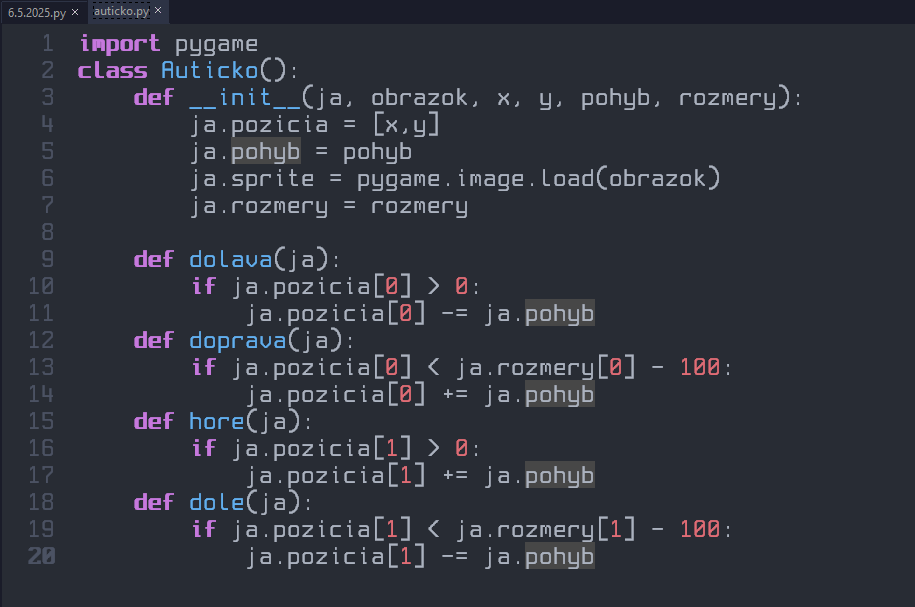 6.5.2025.py × auticko.py ×
1 import pygame
2 class Auticko():
3     def __init__(ja, obrazok, x, y, pohyb, rozmery):
4         ja.pozicia = [x,y]
5         ja.pohyb = pohyb
6         ja.sprite = pygame.image.load(obrazok)
7         ja.rozmery = rozmery
8
9     def dolava(ja):
10         if ja.pozicia[0] > 0:
11             ja.pozicia[0] -= ja.pohyb
12     def doprava(ja):
13         if ja.pozicia[0] < ja.rozmery[0] - 100:
14             ja.pozicia[0] += ja.pohyb
15     def hore(ja):
16         if ja.pozicia[1] > 0:
17             ja.pozicia[1] += ja.pohyb
18     def dole(ja):
19         if ja.pozicia[1] < ja.rozmery[1] - 100:
20             ja.pozicia[1] -= ja.pohyb